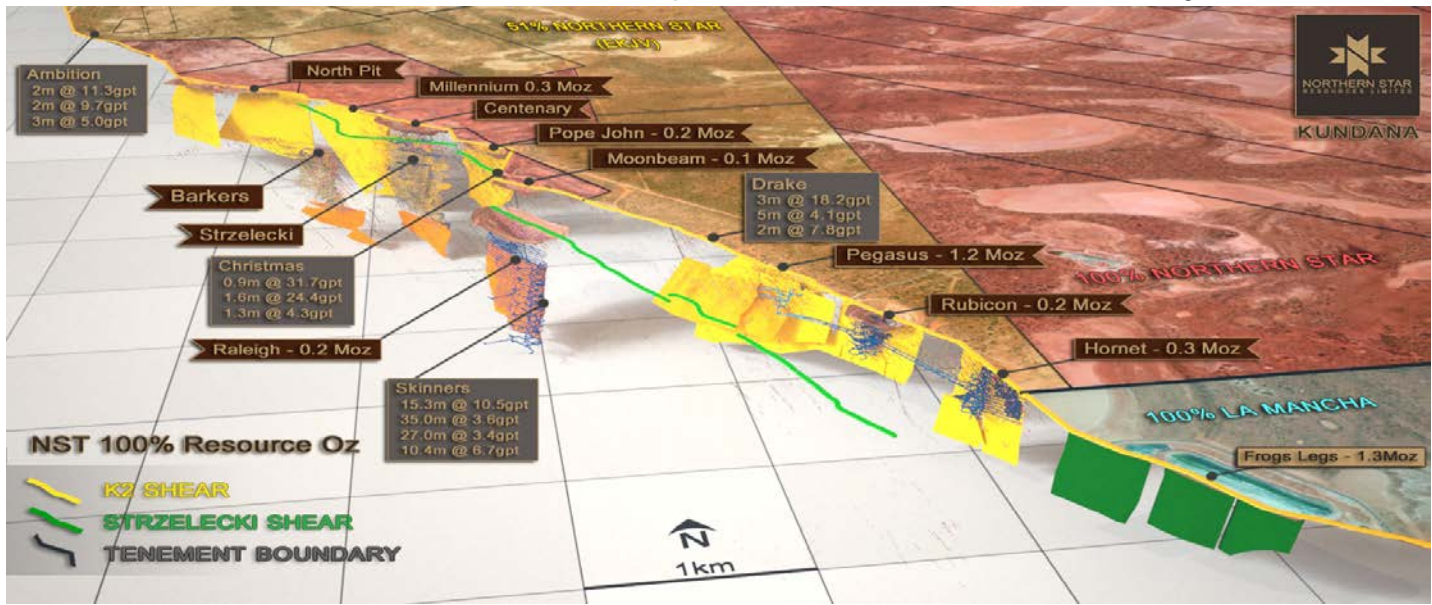 51% NORTHERN STAR
(EKJV)
NORTHERN STAR
RESOURCES LIMITED
KUNDANA
Ambition
2m @ 11.3gpt
2m @ 9.7gpt
3m @ 5.0gpt
North Pit
Millennium 0.3 Moz
Centenary
Pope John - 0.2 Moz
Moonbeam - 0.1 Moz
Barkers
Strzelecki
Drake
3m @ 18.2gpt
5m @ 4.1gpt
2m @ 7.8gpt
Christmas
0.9m @ 31.7gpt
1.6m @ 24.4gpt
1.3m @ 4.3gpt
Pegasus - 1.2 Moz
100% NORTHERN STAR
Rubicon - 0.2 Moz
Raleigh - 0.2 Moz
Hornet - 0.3 Moz
Skinners
15.3m @ 10.5gpt
35.0m @ 3.6gpt
27.0m @ 3.4gpt
10.4m @ 6.7gpt
100% LA MANCHA
Frogs Legs - 1.3Moz
NST 100% Resource Oz
K2 SHEAR
STRZELECKI SHEAR
TENEMENT BOUNDARY
N
1km